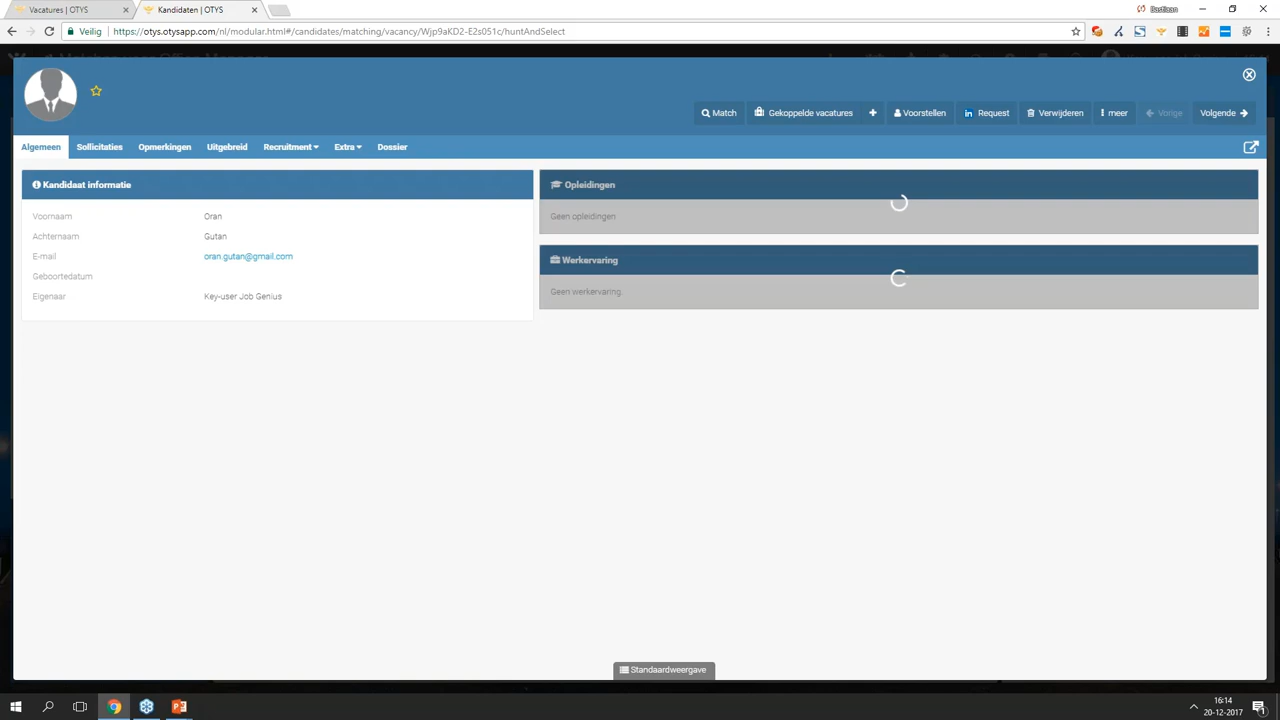 Vacatures | OTYS
Kandidaten | OTYS
Veilig
https://otys.otysapp.com/nl/modular.html#/candidates/matching/vacancy/Wjp9aKD2-E2s051c/huntAndSelect
Match
Gekoppelde vacatures
Voorstellen
Request
Verwijderen
meer
Vorige
Volgende
Algemeen
Sollicitaties
Opmerkingen
Uitgebreid
Recruitment
Extra
Dossier
Kandidaat informatie
Voornaam Oran
Achternaam Gutan
E-mail oran.gutan@gmail.com
Geboortedatum
Eigenaar Key-user Job Genius
Opleidingen
Geen opleidingen
Werkervaring
Geen werkervaring
Standaardweergave
16:14
20-12-2017